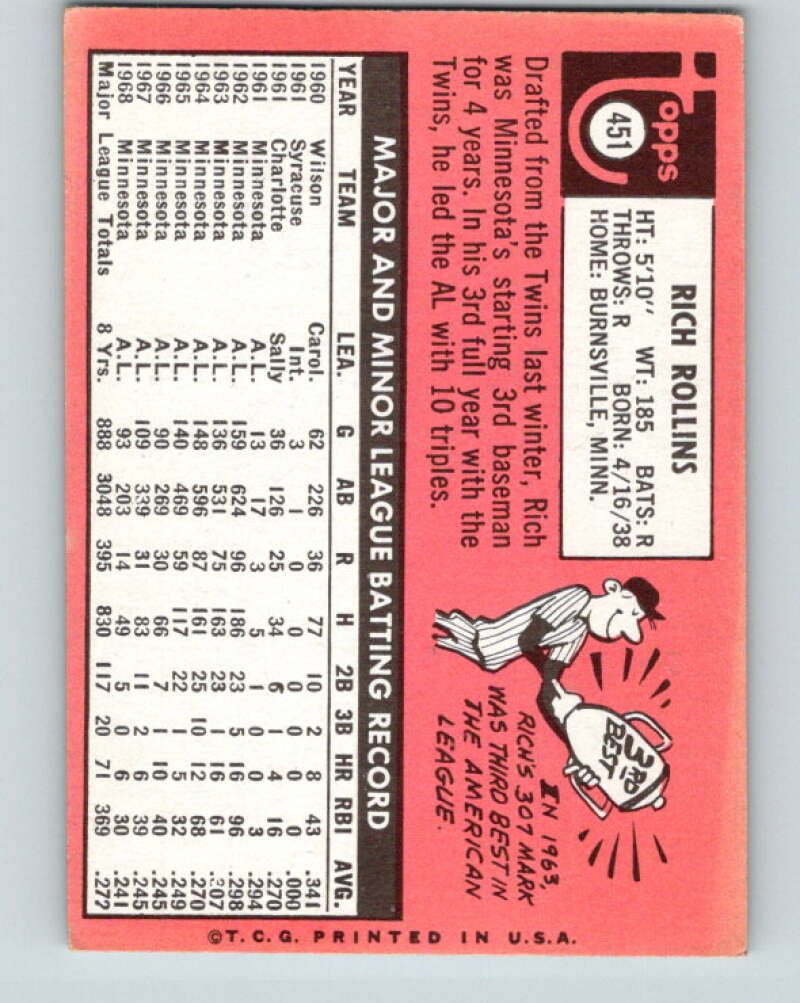 Topps
451
RICH ROLLINS
HT: 5'10" WT: 185 BATS: R
THROWS: R BORN: 4/16/38
HOME: BURNSVILLE, MINN.
Drafted from the Twins last winter, Rich
was Minnesota's starting 3rd baseman
for 4 years. In his 3rd full year with the
Twins, he led the AL with 10 triples.
3RD
BEST
IN 1963,
RICH'S 307 MARK
WAS THIRD BEST IN
THE AMERICAN
LEAGUE.
MAJOR AND MINOR LEAGUE BATTING RECORD
YEAR TEAM LEA. G AB R H 2B 3B HR RBI AVG.
1960 Wilson Carol. 62 226 36 77 10 2 8 43 .341
1961 Syracuse Int. 3 1 0 0 0 0 0 0 .000
1961 Charlotte Sally 36 126 25 34 6 1 4 16 .270
1961 Minnesota A.L. 13 17 3 5 1 0 0 3 .294
1962 Minnesota A.L. 159 624 96 186 23 5 16 96 .298
1963 Minnesota A.L. 136 531 75 163 23 1 16 61 .307
1964 Minnesota A.L. 148 596 87 161 25 10 12 68 .270
1965 Minnesota A.L. 140 469 59 117 22 1 5 32 .249
1966 Minnesota A.L. 90 269 30 66 7 1 10 40 .245
1967 Minnesota A.L. 109 339 31 83 11 2 6 39 .245
1968 Minnesota A.L. 93 203 14 49 5 0 6 30 .241
Major League Totals 8 Yrs. 888 3048 395 830 117 20 71 369 .272
©T.C.G. PRINTED IN U.S.A.